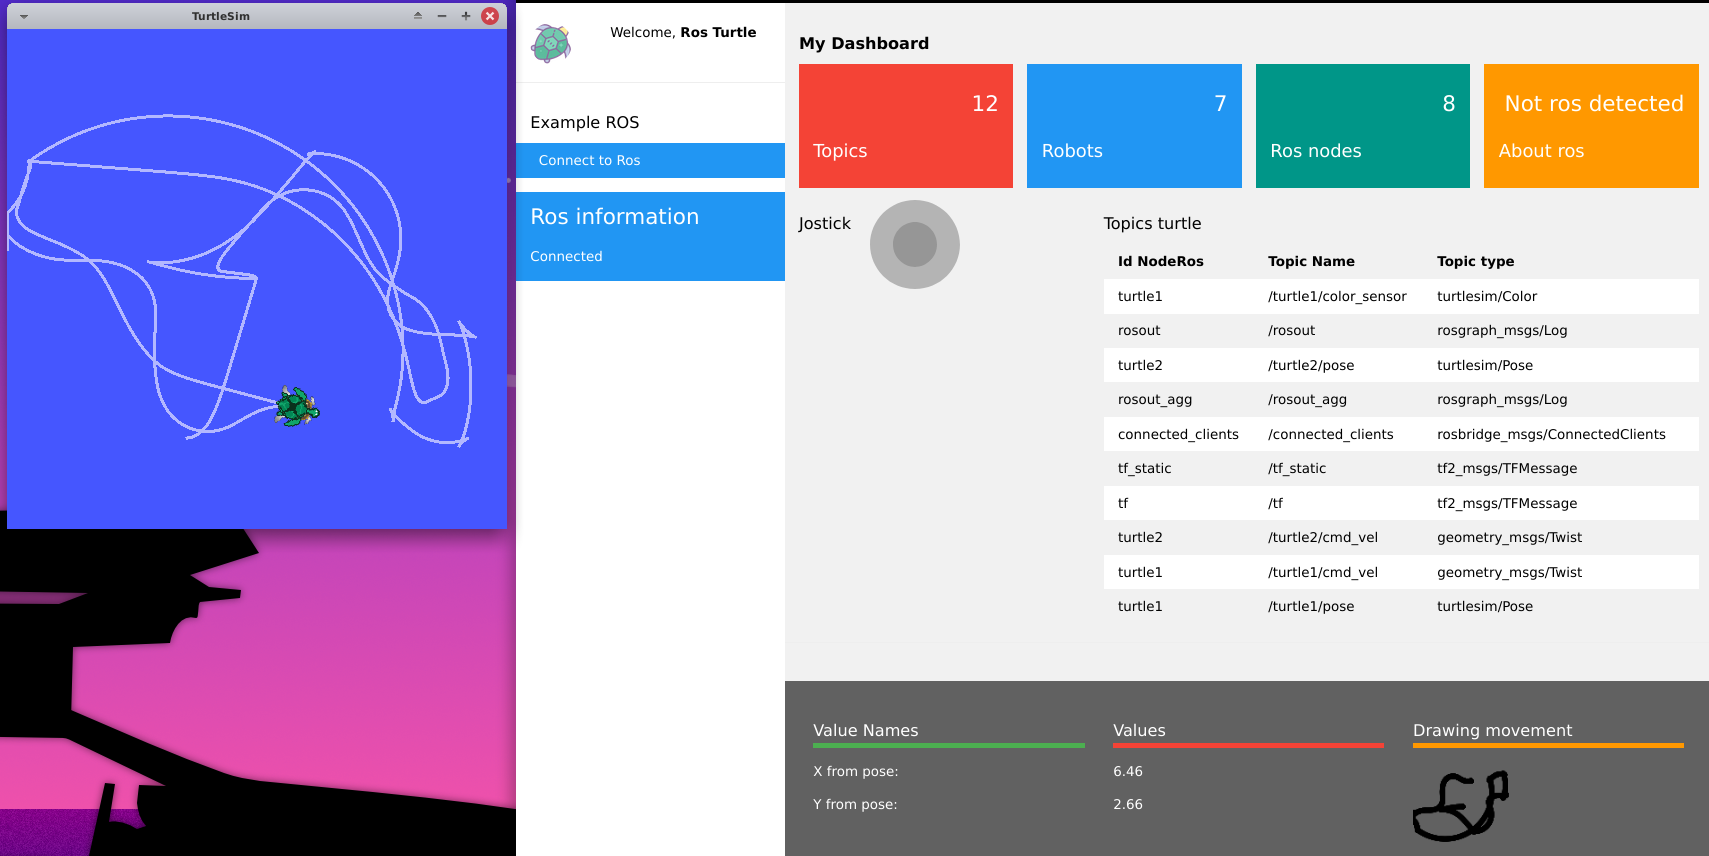 TurtleSim
Welcome, Ros Turtle
Example ROS
Connect to Ros
Ros information
Connected
My Dashboard
12
Topics
7
Robots
8
Ros nodes
Not ros detected
About ros
Jostick
Topics turtle
Id NodeRos Topic Name Topic type
turtle1 /turtle1/color_sensor turtlesim/Color
rosout /rosout rosgraph_msgs/Log
turtle2 /turtle2/pose turtlesim/Pose
rosout_agg /rosout_agg rosgraph_msgs/Log
connected_clients /connected_clients rosbridge_msgs/ConnectedClients
tf_static /tf_static tf2_msgs/TFMessage
tf /tf tf2_msgs/TFMessage
turtle2 /turtle2/cmd_vel geometry_msgs/Twist
turtle1 /turtle1/cmd_vel geometry_msgs/Twist
turtle1 /turtle1/pose turtlesim/Pose
Value Names Values Drawing movement
X from pose: 6.46
Y from pose: 2.66